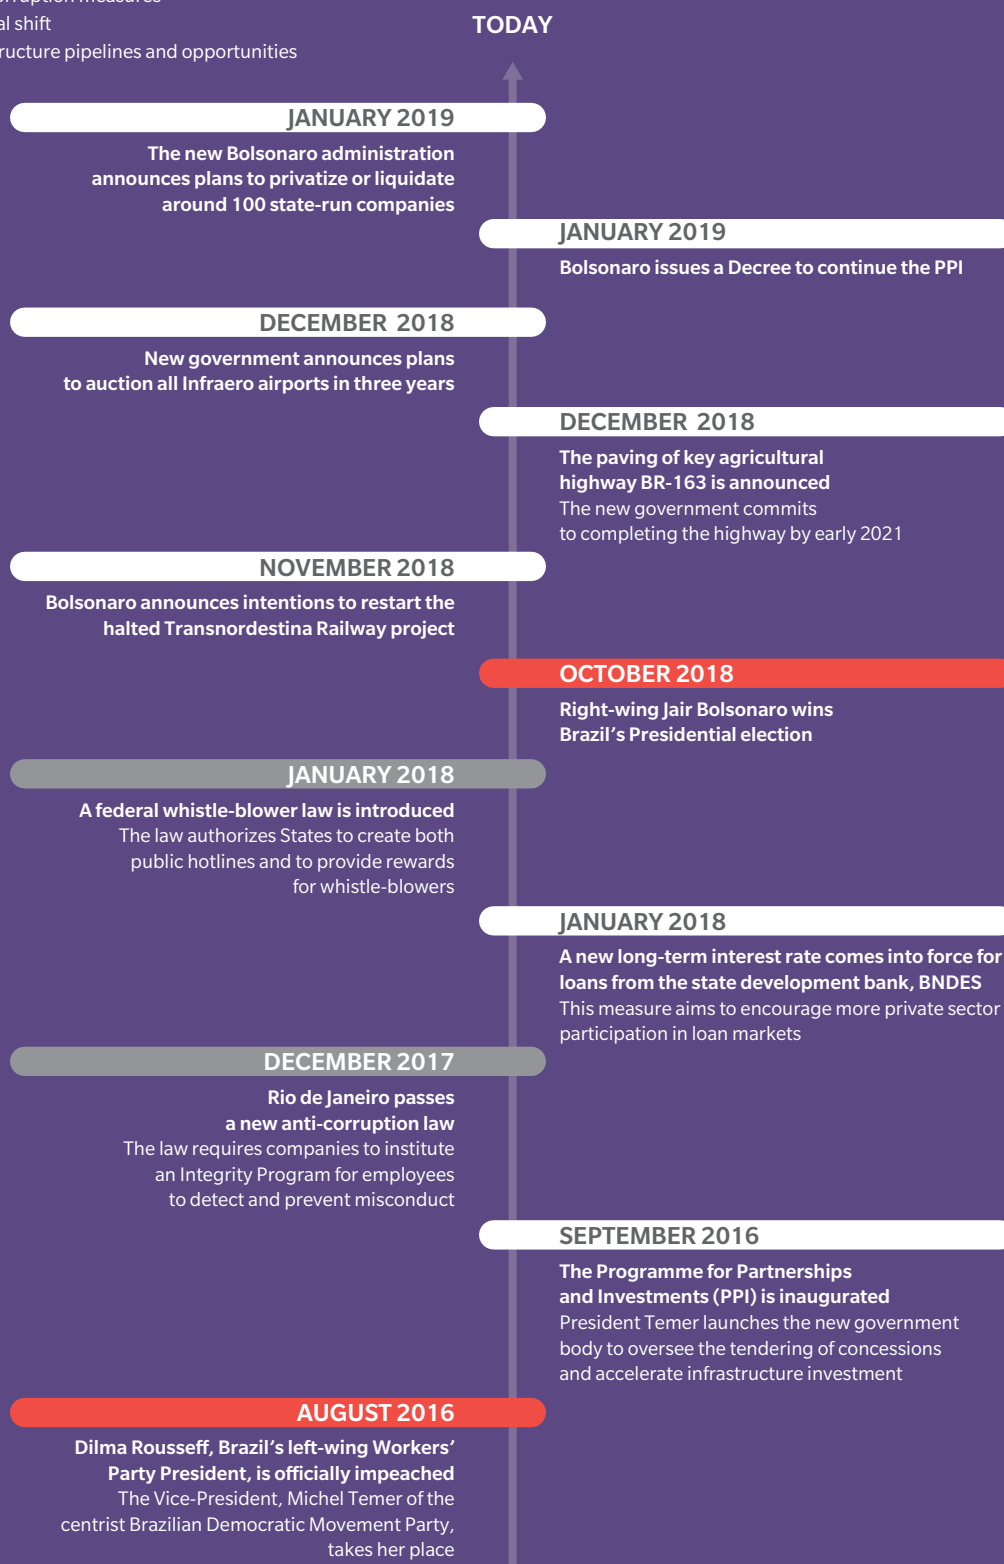 al shift
ructure pipelines and opportunities
TODAY
JANUARY 2019
The new Bolsonaro administration
announces plans to privatize or liquidate
around 100 state-run companies
JANUARY 2019
Bolsonaro issues a Decree to continue the PPI
DECEMBER 2018
New government announces plans
to auction all Infraero airports in three years
DECEMBER 2018
The paving of key agricultural
highway BR-163 is announced
The new government commits
to completing the highway by early 2021
NOVEMBER 2018
Bolsonaro announces intentions to restart the
halted Transnordestina Railway project
OCTOBER 2018
Right-wing Jair Bolsonaro wins
Brazil’s Presidential election
JANUARY 2018
A federal whistle-blower law is introduced
The law authorizes States to create both
public hotlines and to provide rewards
for whistle-blowers
JANUARY 2018
A new long-term interest rate comes into force for
loans from the state development bank, BNDES
This measure aims to encourage more private sector
participation in loan markets
DECEMBER 2017
Rio de Janeiro passes
a new anti-corruption law
The law requires companies to institute
an Integrity Program for employees
to detect and prevent misconduct
SEPTEMBER 2016
The Programme for Partnerships
and Investments (PPI) is inaugurated
President Temer launches the new government
body to oversee the tendering of concessions
and accelerate infrastructure investment
AUGUST 2016
Dilma Rousseff, Brazil’s left-wing Workers’
Party President, is officially impeached
The Vice-President, Michel Temer of the
centrist Brazilian Democratic Movement Party,
takes her place